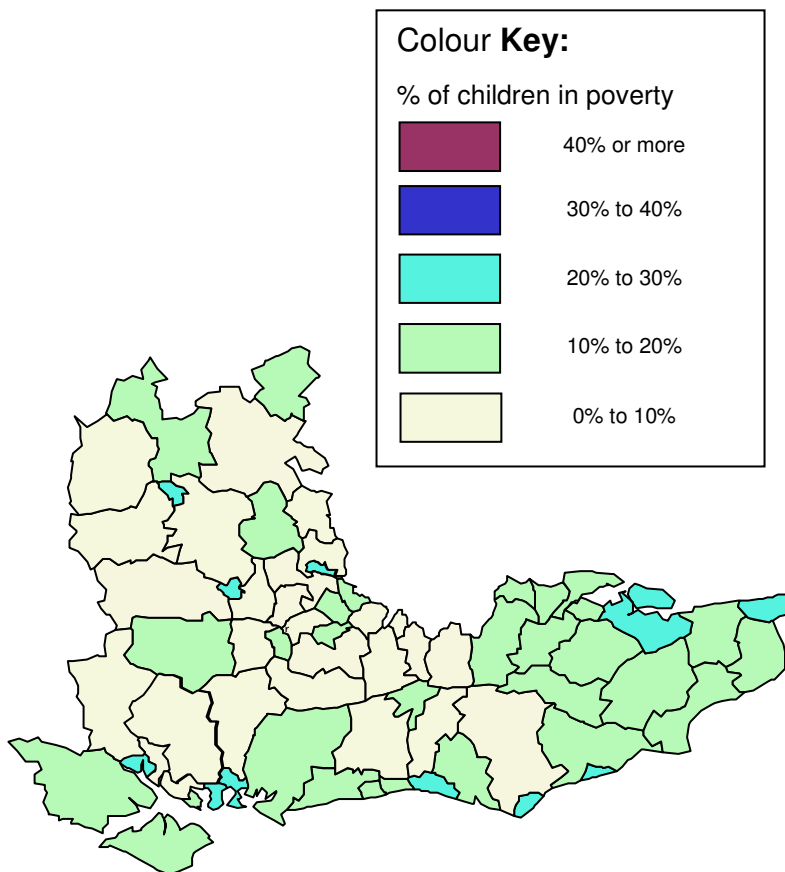 Colour Key:
% of children in poverty
40% or more
30% to 40%
20% to 30%
10% to 20%
0% to 10%